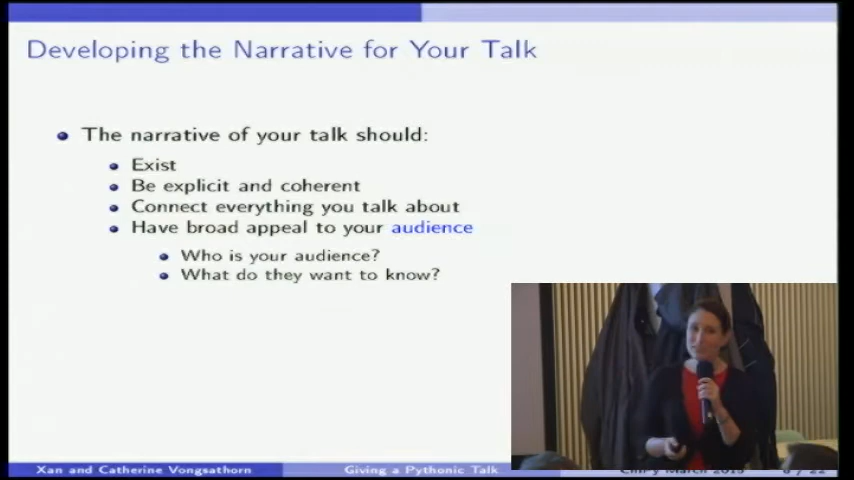 Developing the Narrative for Your Talk
The narrative of your talk should:
Exist
Be explicit and coherent
Connect everything you talk about
Have broad appeal to your audience
Who is your audience?
What do they want to know?
Xan and Catherine Vongsathorn
Giving a Pythonic Talk